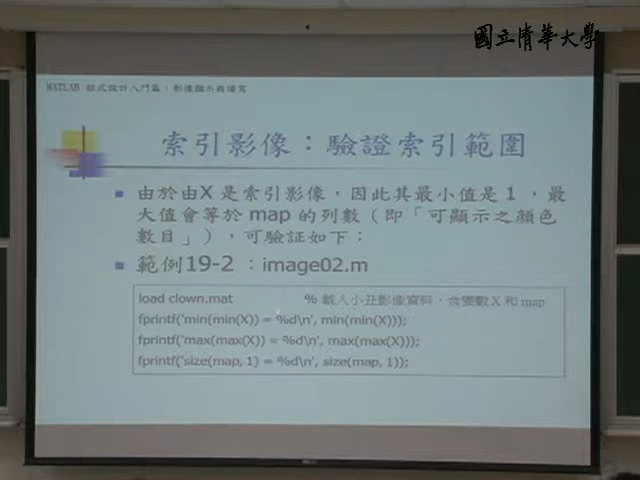 國立清華大學
MATLAB 程式設計入門篇：影像顯示與讀寫
索引影像：驗證索引範圍
由於由X 是索引影像，因此其最小值是 1 ，最
大值會等於 map 的列數（即「可顯示之顏色
數目」），可驗証如下：
範例19-2 ：image02.m
load clown.mat % 載入小丑影像資料，含變數 X 和 map
fprintf('min(min(X)) = %d\n', min(min(X)));
fprintf('max(max(X)) = %d\n', max(max(X)));
fprintf('size(map, 1) = %d\n', size(map, 1));